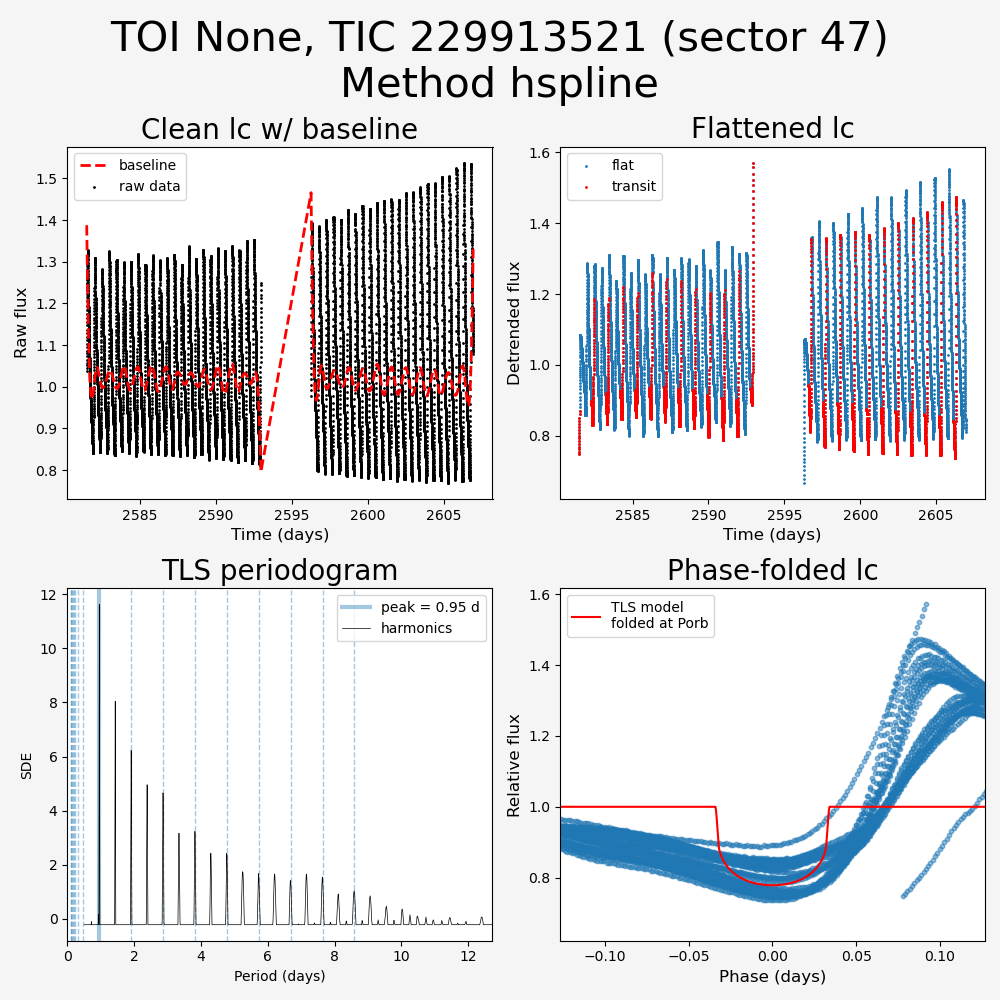 TOI None, TIC 229913521 (sector 47)
Method hspline
Clean lc w/ baseline
baseline
raw data
Raw flux
1.5
1.4
1.3
1.2
1.1
1.0
0.9
0.8
2585
2590
2595
2600
2605
Time (days)
Flattened lc
flat
transit
Detrended flux
1.6
1.4
1.2
1.0
0.8
2585
2590
2595
2600
2605
Time (days)
TLS periodogram
peak = 0.95 d
harmonics
SDE
12
10
8
6
4
2
0
0
2
4
6
8
10
12
Period (days)
Phase-folded lc
TLS model
folded at Porb
Relative flux
1.6
1.4
1.2
1.0
0.8
−0.10
−0.05
0.00
0.05
0.10
Phase (days)